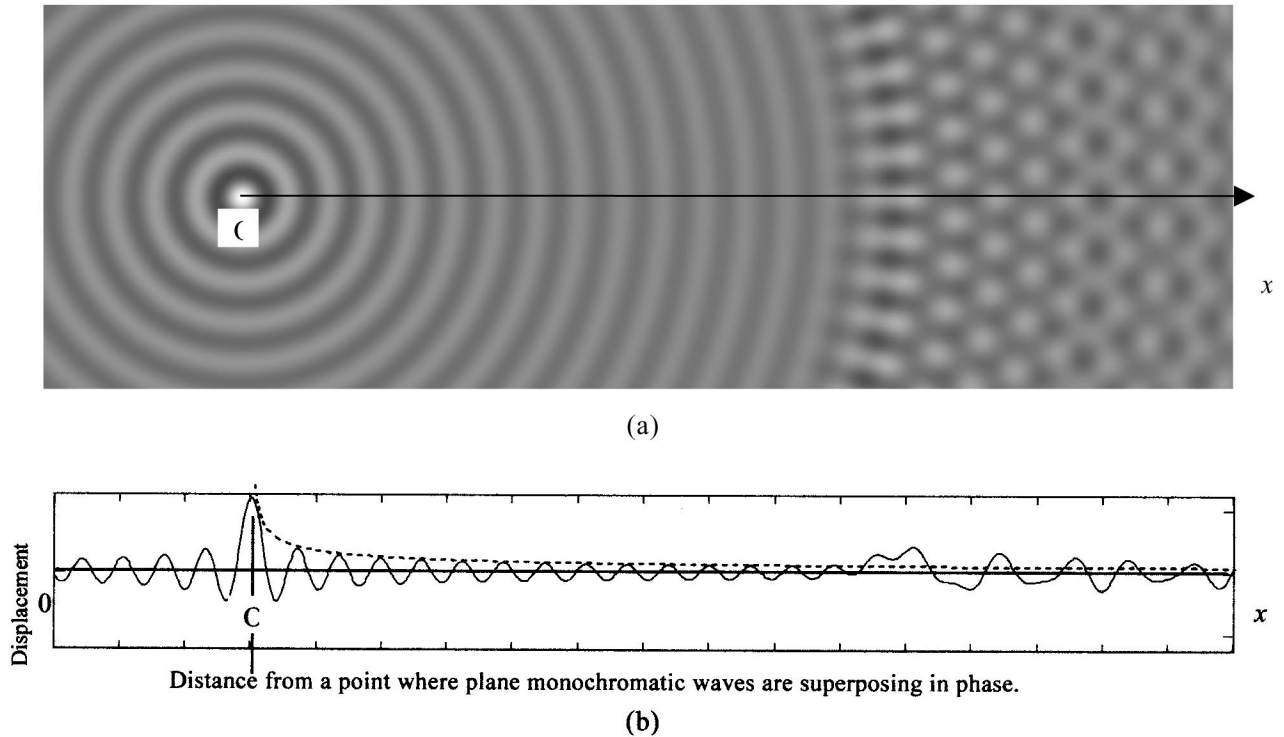 (
x
(a)
Displacement
0
C
x
Distance from a point where plane monochromatic waves are superposing in phase.
(b)